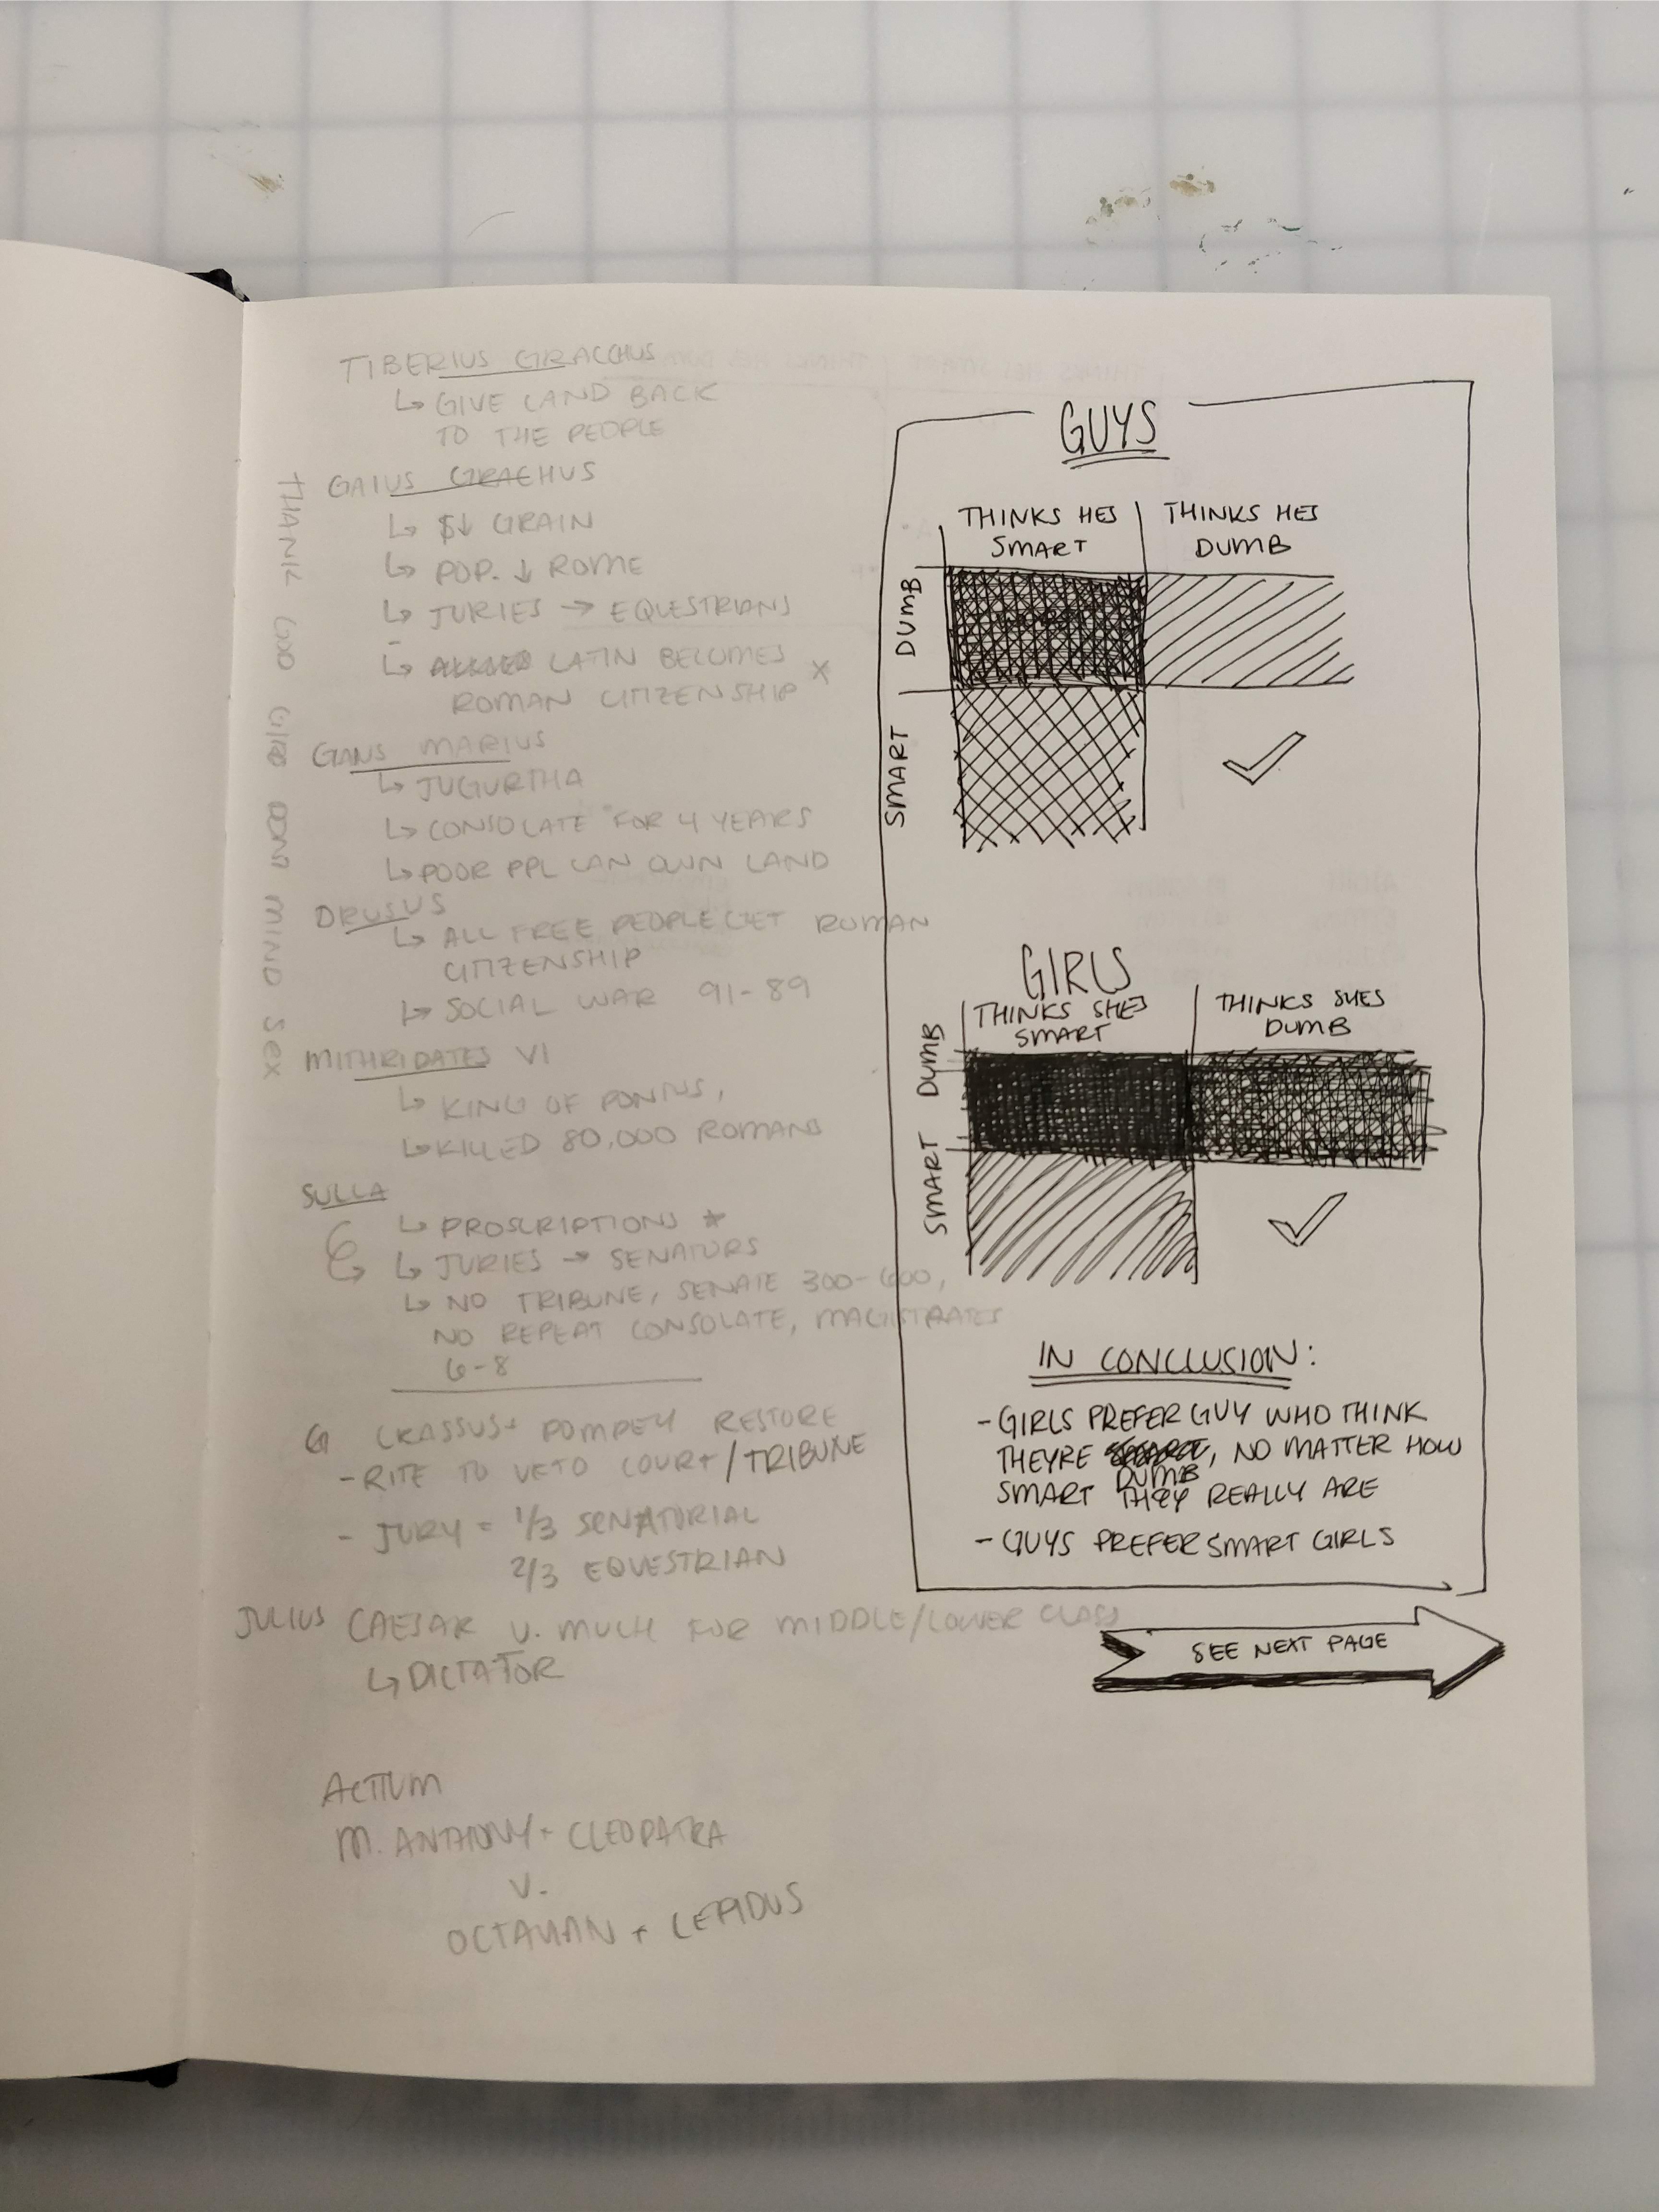 TIBERIUS GRACCHUS
↳ GIVE LAND BACK
TO THE PEOPLE
GAIUS GRACHUS
↳ $↓ GRAIN
↳ POP. ↓ ROME
↳ JURIES → EQUESTRIANS
↳ LATIN BECOMES X
ROMAN CITIZENSHIP
MARIUS
↳ JUGURTHA
↳ CONSOLATE FOR 4 YEARS
↳ POOR PPL CAN OWN LAND
DRUSUS
↳ ALL FREE PEOPLE GET ROMAN
CITIZENSHIP
↳ SOCIAL WAR 91-89
MITHRIDATES VI
↳ KING OF PONTUS,
↳ KILLED 80,000 ROMANS
SULLA
↳ PROSCRIPTIONS *
↳ JURIES → SENATORS
↳ NO TRIBUNE, SENATE 300-600,
NO REPEAT CONSOLATE, MAGISTRATES
6-8
G CRASSUS + POMPEY RESTORE
- RITE TO VETO COURT/TRIBUNE
- JURY = 1/3 SENATORIAL
2/3 EQUESTRIAN
JULIUS CAESAR V. MUCH FOR MIDDLE/LOWER CLASS
↳ DICTATOR
ACTIUM
M. ANTHONY + CLEOPATRA
V.
OCTAVIAN + LEPIDUS
THANK GOD MIND SEX
GUYS
THINKS HES THINKS HES
SMART DUMB
DUMB
SMART
GIRLS
THINKS SHES THINKS SHES
SMART DUMB
DUMB
SMART
IN CONCLUSION:
- GIRLS PREFER GUY WHO THINK
THEYRE DUMB, NO MATTER HOW
SMART THEY REALLY ARE
- GUYS PREFER SMART GIRLS
SEE NEXT PAGE